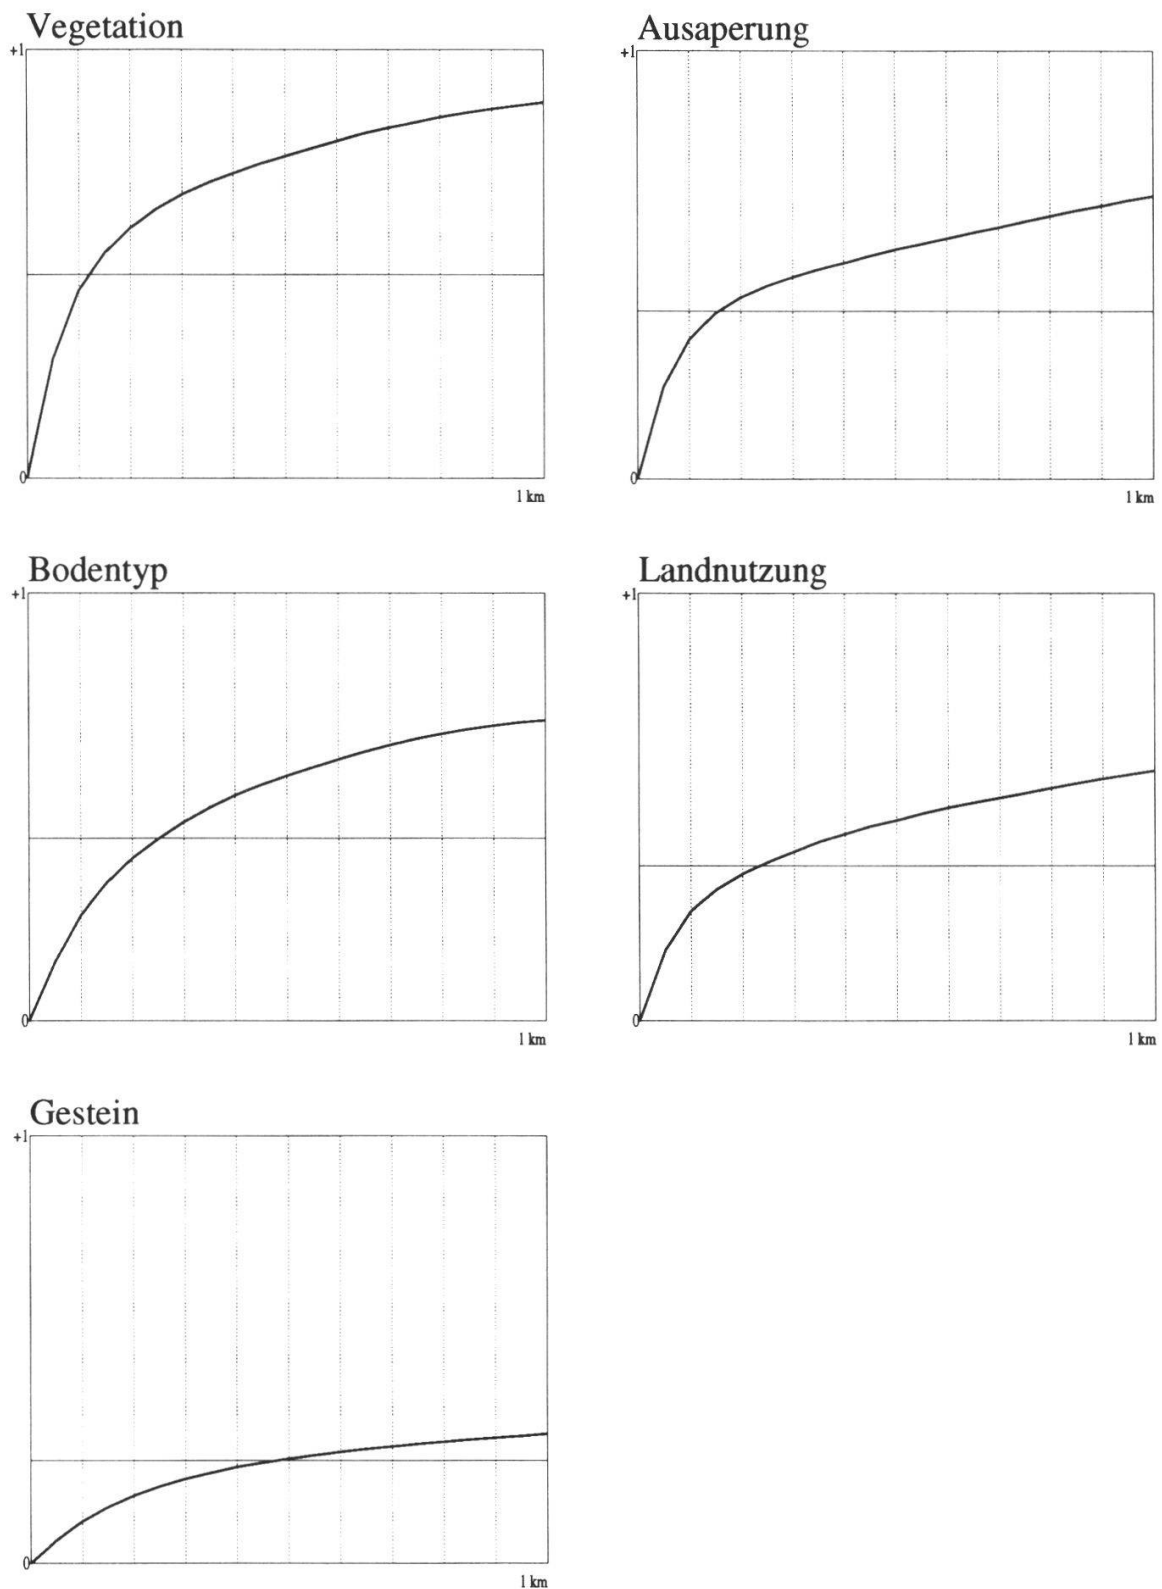 Vegetation
+1
0
1 km
Ausaperung
+1
0
1 km
Bodentyp
+1
0
1 km
Landnutzung
+1
0
1 km
Gestein
+1
0
1 km